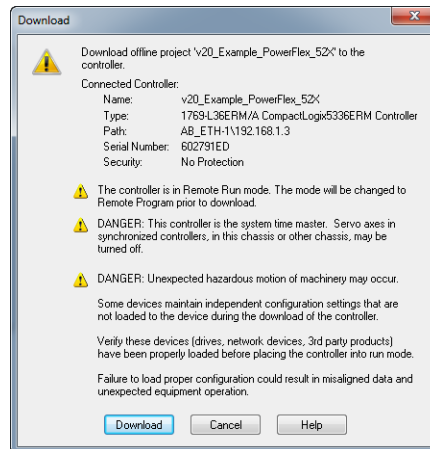 Download
Download offline project 'v20_Example_PowerFlex_52X' to the
controller.
Connected Controller:
Name: v20_Example_PowerFlex_52X
Type: 1769-L36ERM/A CompactLogix5336ERM Controller
Path: AB_ETH-1\192.168.1.3
Serial Number: 602791ED
Security: No Protection
The controller is in Remote Run mode. The mode will be changed to
Remote Program prior to download.
DANGER: This controller is the system time master. Servo axes in
synchronized controllers, in this chassis or other chassis, may be
turned off.
DANGER: Unexpected hazardous motion of machinery may occur.
Some devices maintain independent configuration settings that are
not loaded to the device during the download of the controller.
Verify these devices (drives, network devices, 3rd party products)
have been properly loaded before placing the controller into run mode.
Failure to load proper configuration could result in misaligned data and
unexpected equipment operation.
Download Cancel Help